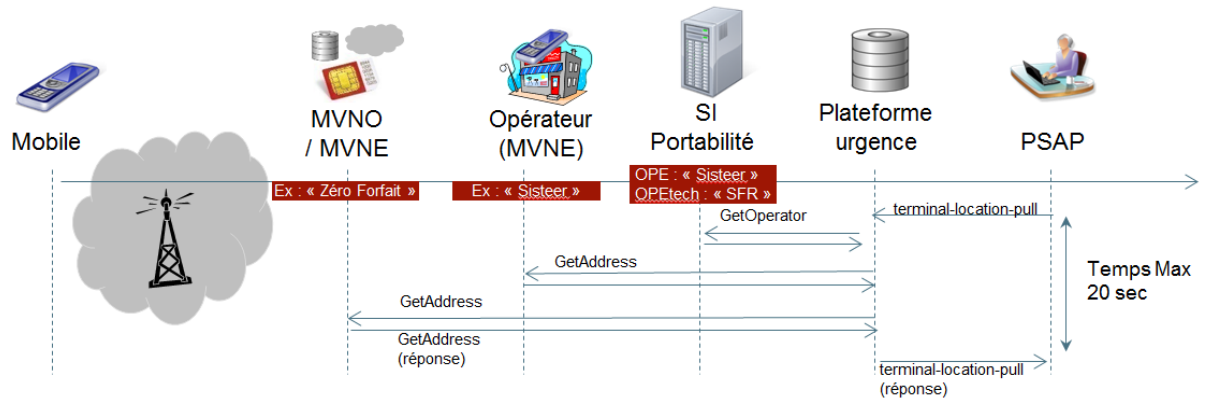 Mobile
MVNO
/ MVNE
Opérateur
(MVNE)
SI
Portabilité
Plateforme
urgence
PSAP
Ex : « Zéro Forfait »
Ex : « Sisteer »
OPE : « Sisteer »
OPEtech : « SFR »
terminal-location-pull
GetOperator
GetAddress
Temps Max
20 sec
GetAddress
GetAddress
(réponse)
terminal-location-pull
(réponse)